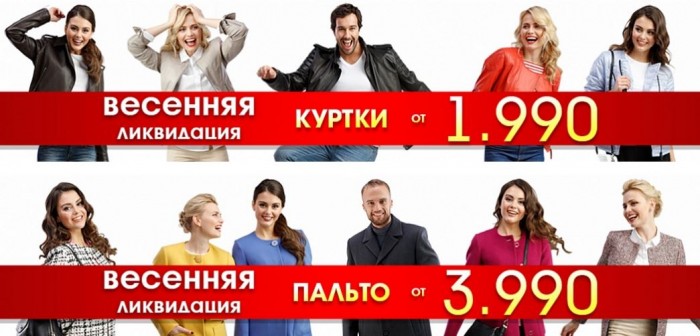 весенняя
ликвидация
КУРТКИ от 1.990
весенняя
ликвидация
ПАЛЬТО от 3.990